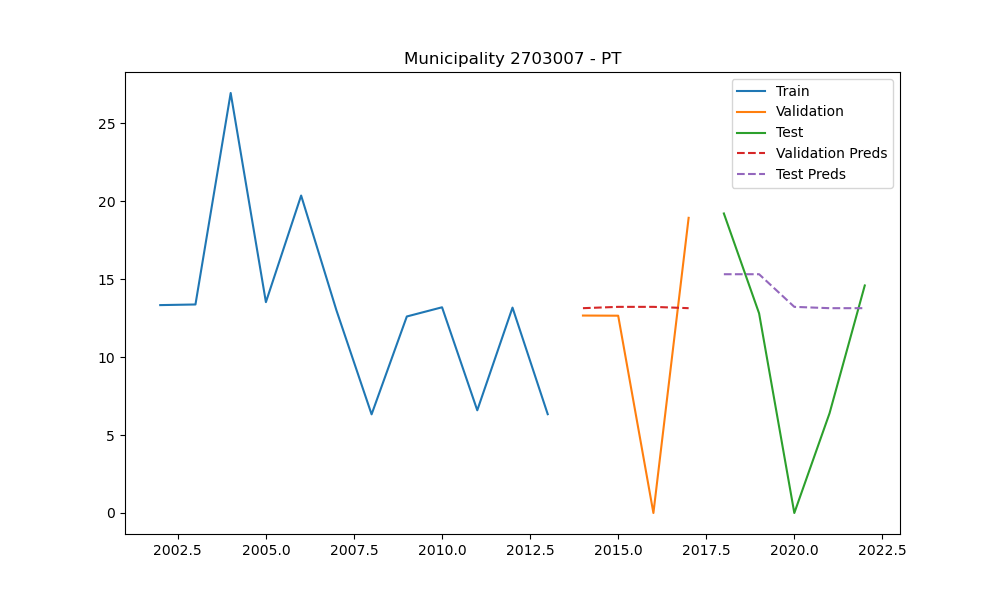 Municipality 2703007 - PT
Train
Validation
Test
Validation Preds
Test Preds
25
20
15
10
5
0
2002.5 2005.0 2007.5 2010.0 2012.5 2015.0 2017.5 2020.0 2022.5